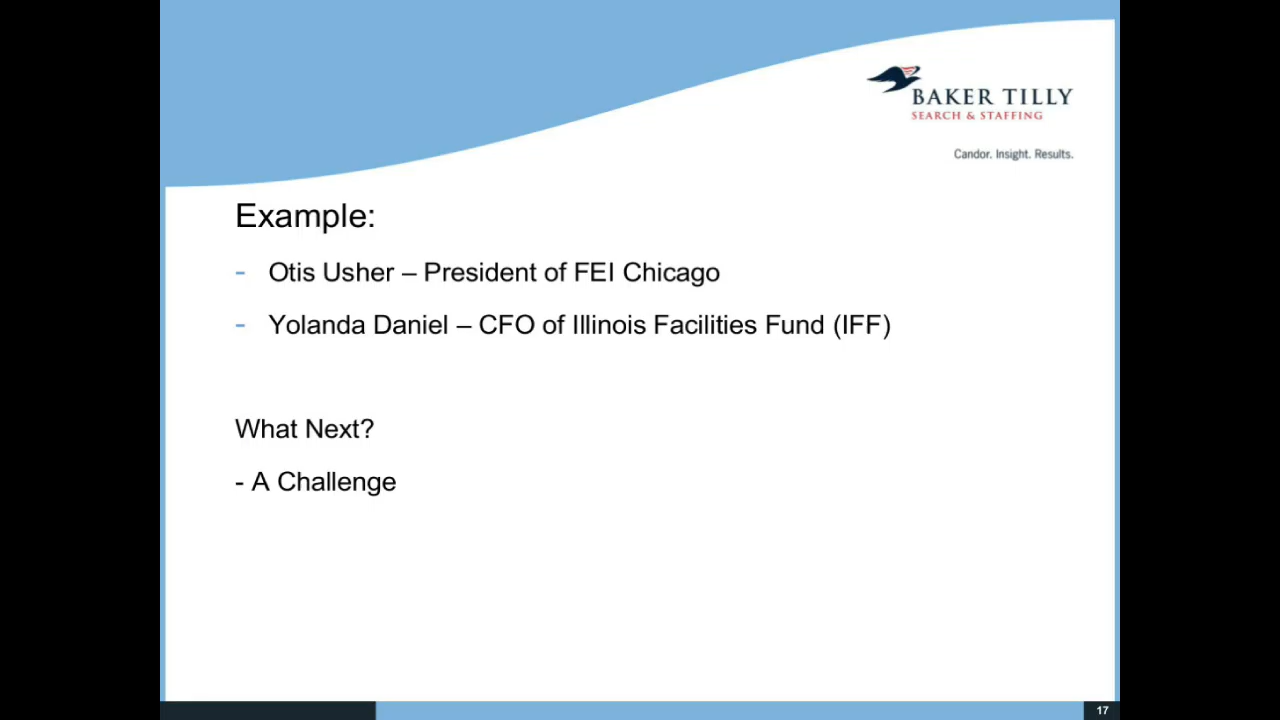 BAKER TILLY
SEARCH & STAFFING
Candor. Insight. Results.
Example:
- Otis Usher – President of FEI Chicago
- Yolanda Daniel – CFO of Illinois Facilities Fund (IFF)
What Next?
- A Challenge
17